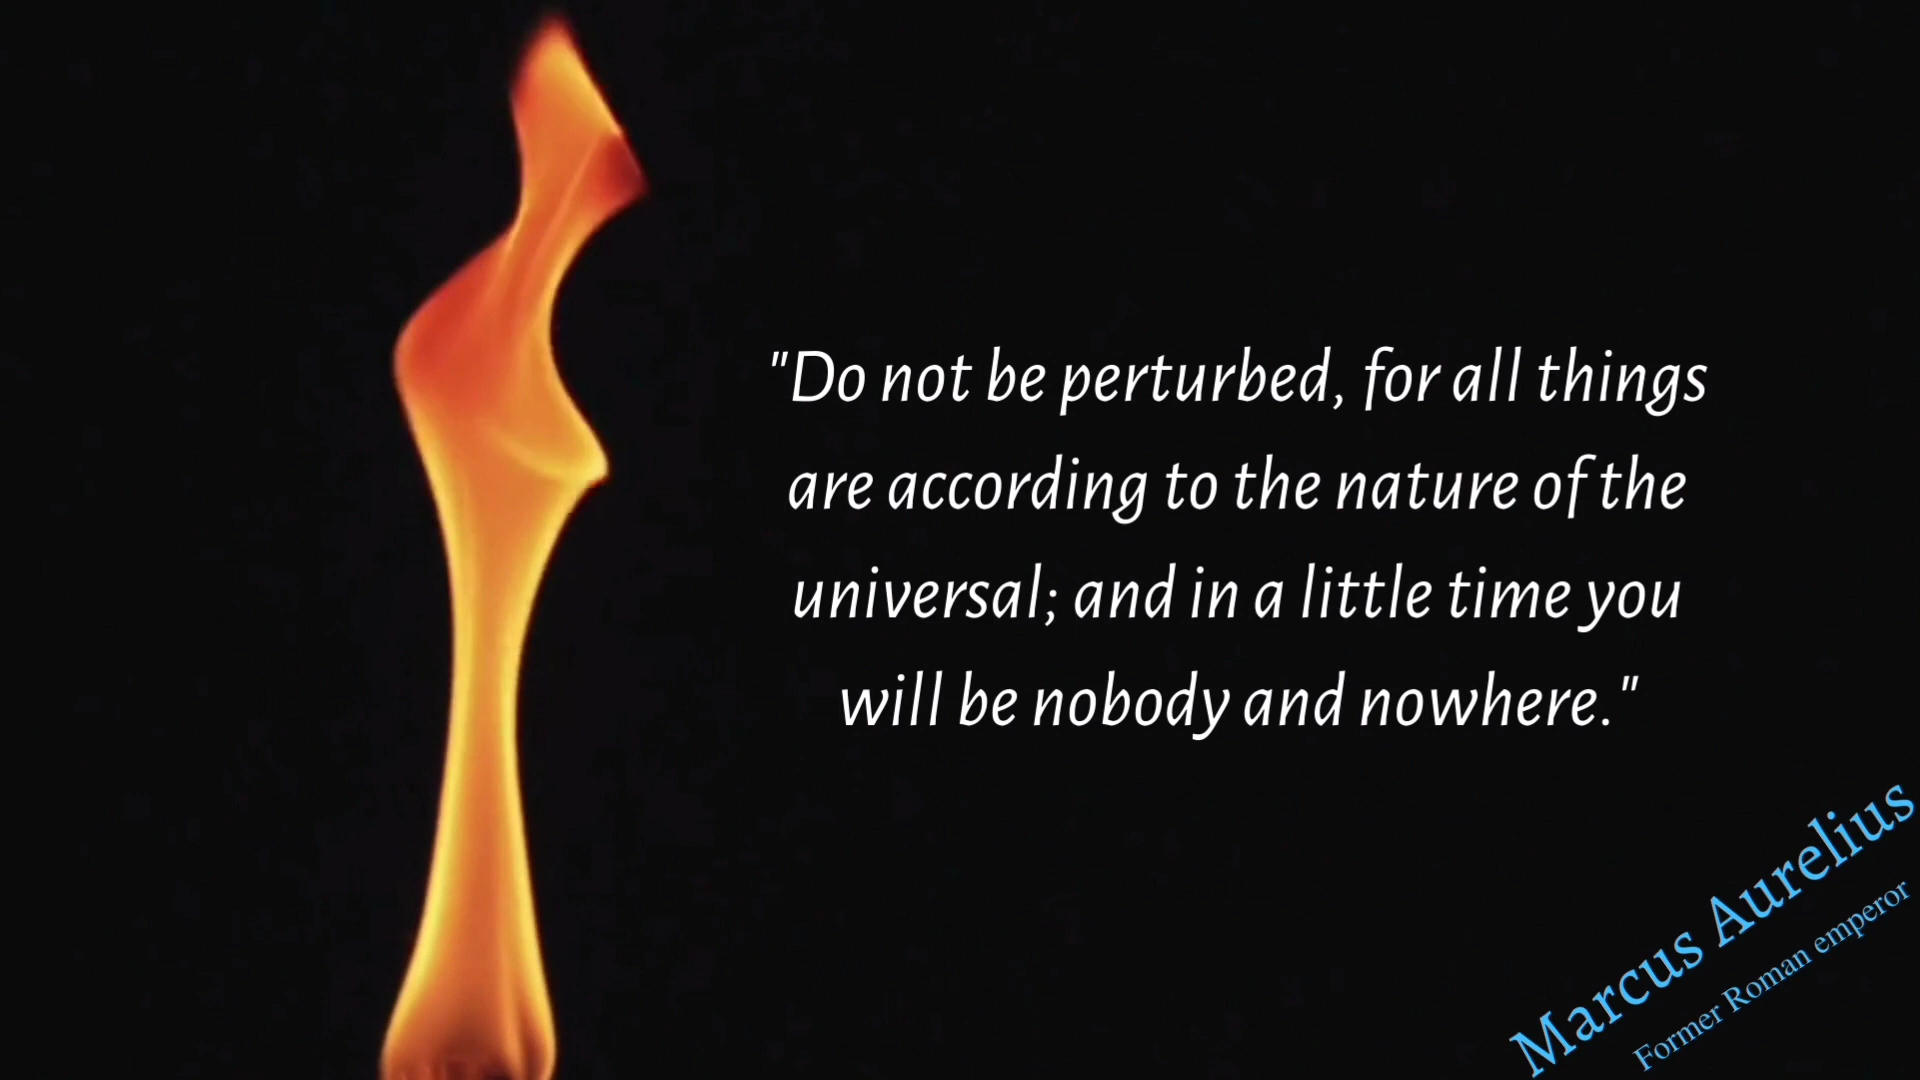 "Do not be perturbed, for all things
are according to the nature of the
universal; and in a little time you
will be nobody and nowhere."
Marcus Aurelius
Former Roman emperor